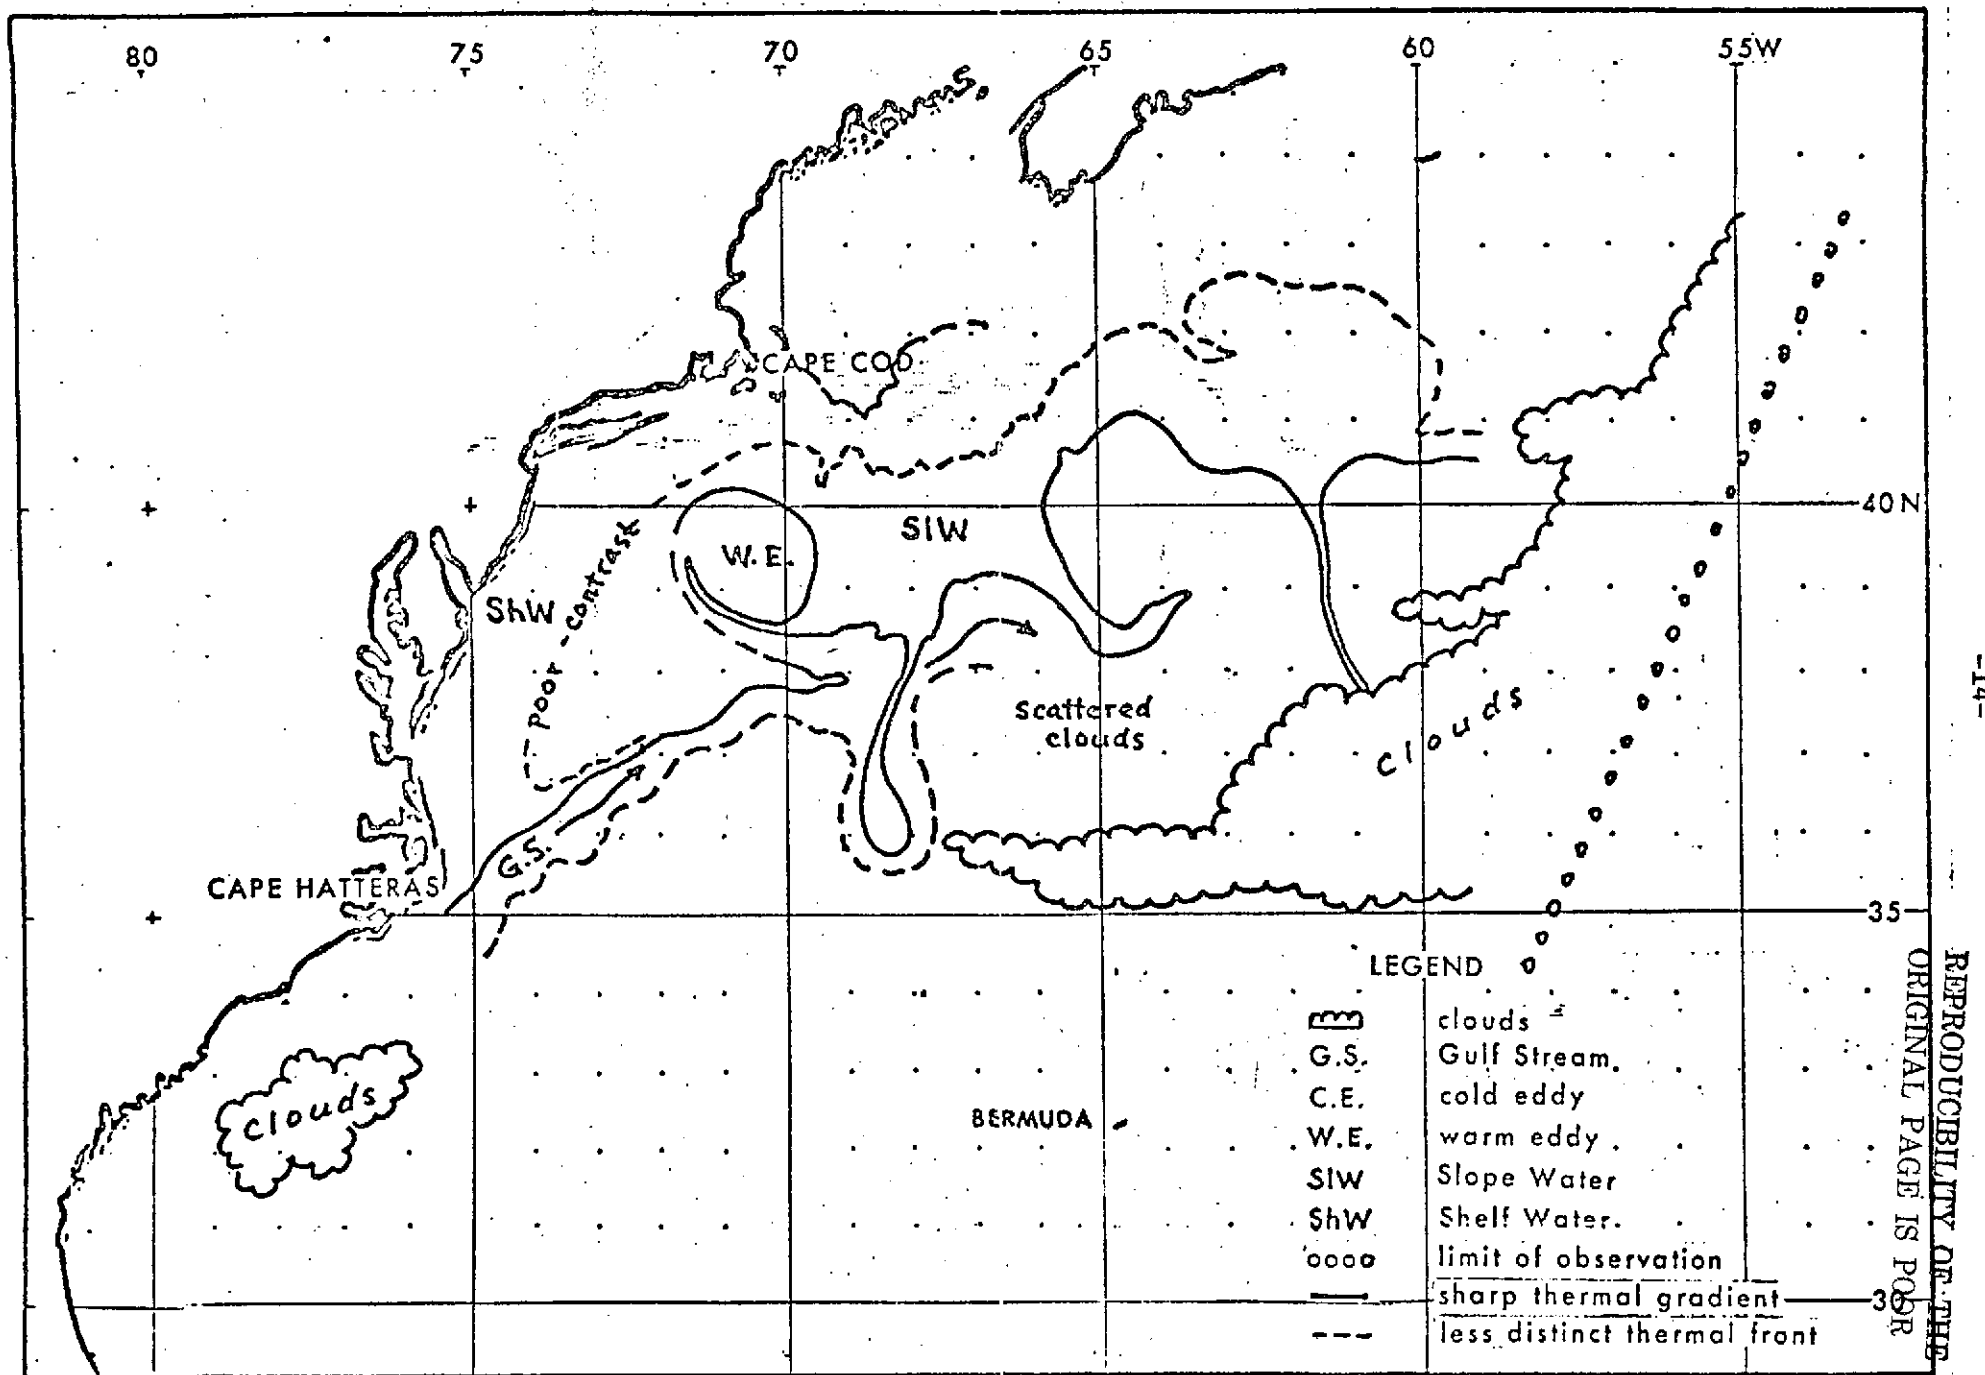 80 75 70 65 60 55W
CAPE COD
40N
SlW
W.E.
ShW
Poor - contrast
-14-
Scattered
clouds
clouds
G.S.
CAPE HATTERAS
35
LEGEND
clouds
G.S. Gulf Stream.
C.E. cold eddy
W.E. warm eddy
SlW Slope Water
ShW Shelf Water.
oooo limit of observation
sharp thermal gradient
less distinct thermal front
clouds
BERMUDA
30
REPRODUCIBILITY OF THE
ORIGINAL PAGE IS POOR